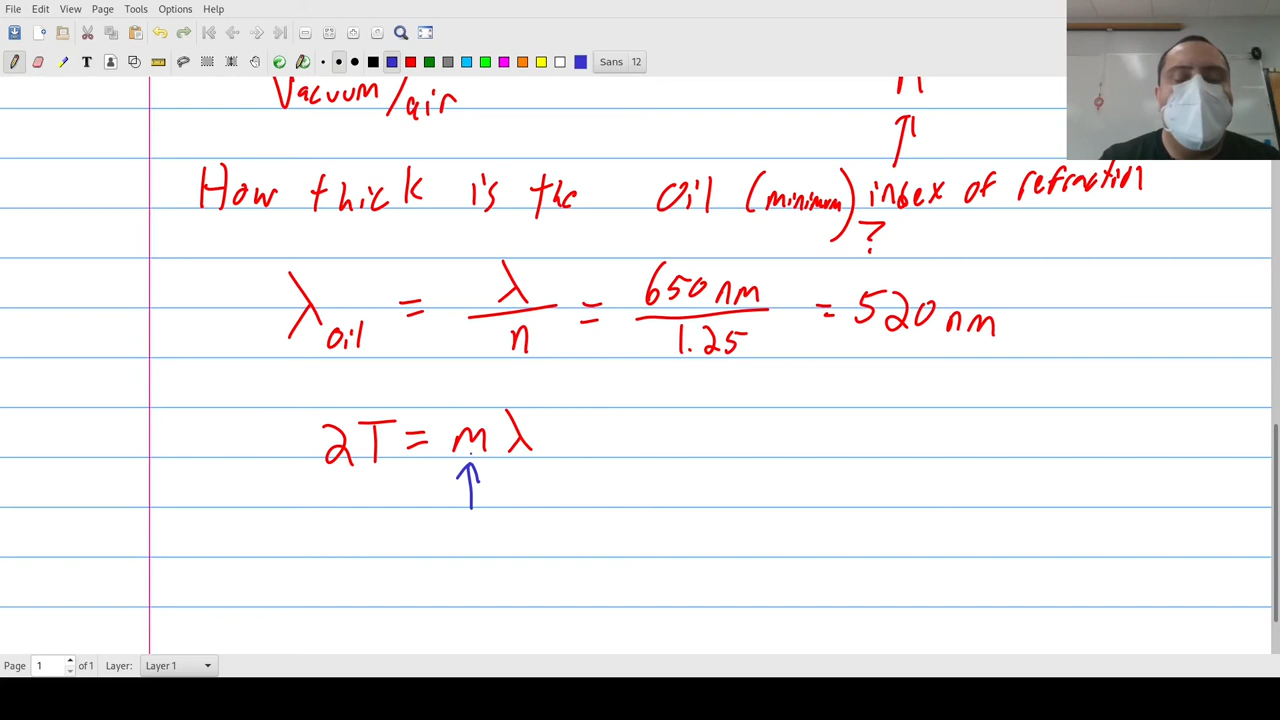 File Edit View Page Tools Options Help
T Sans 12
Vacuum/air
n
How thick is the oil (minimum) index of refraction
?
λoil = λ/n = 650 nm/1.25 = 520 nm
2T = mλ
Page 1 of 1 Layer: Layer 1